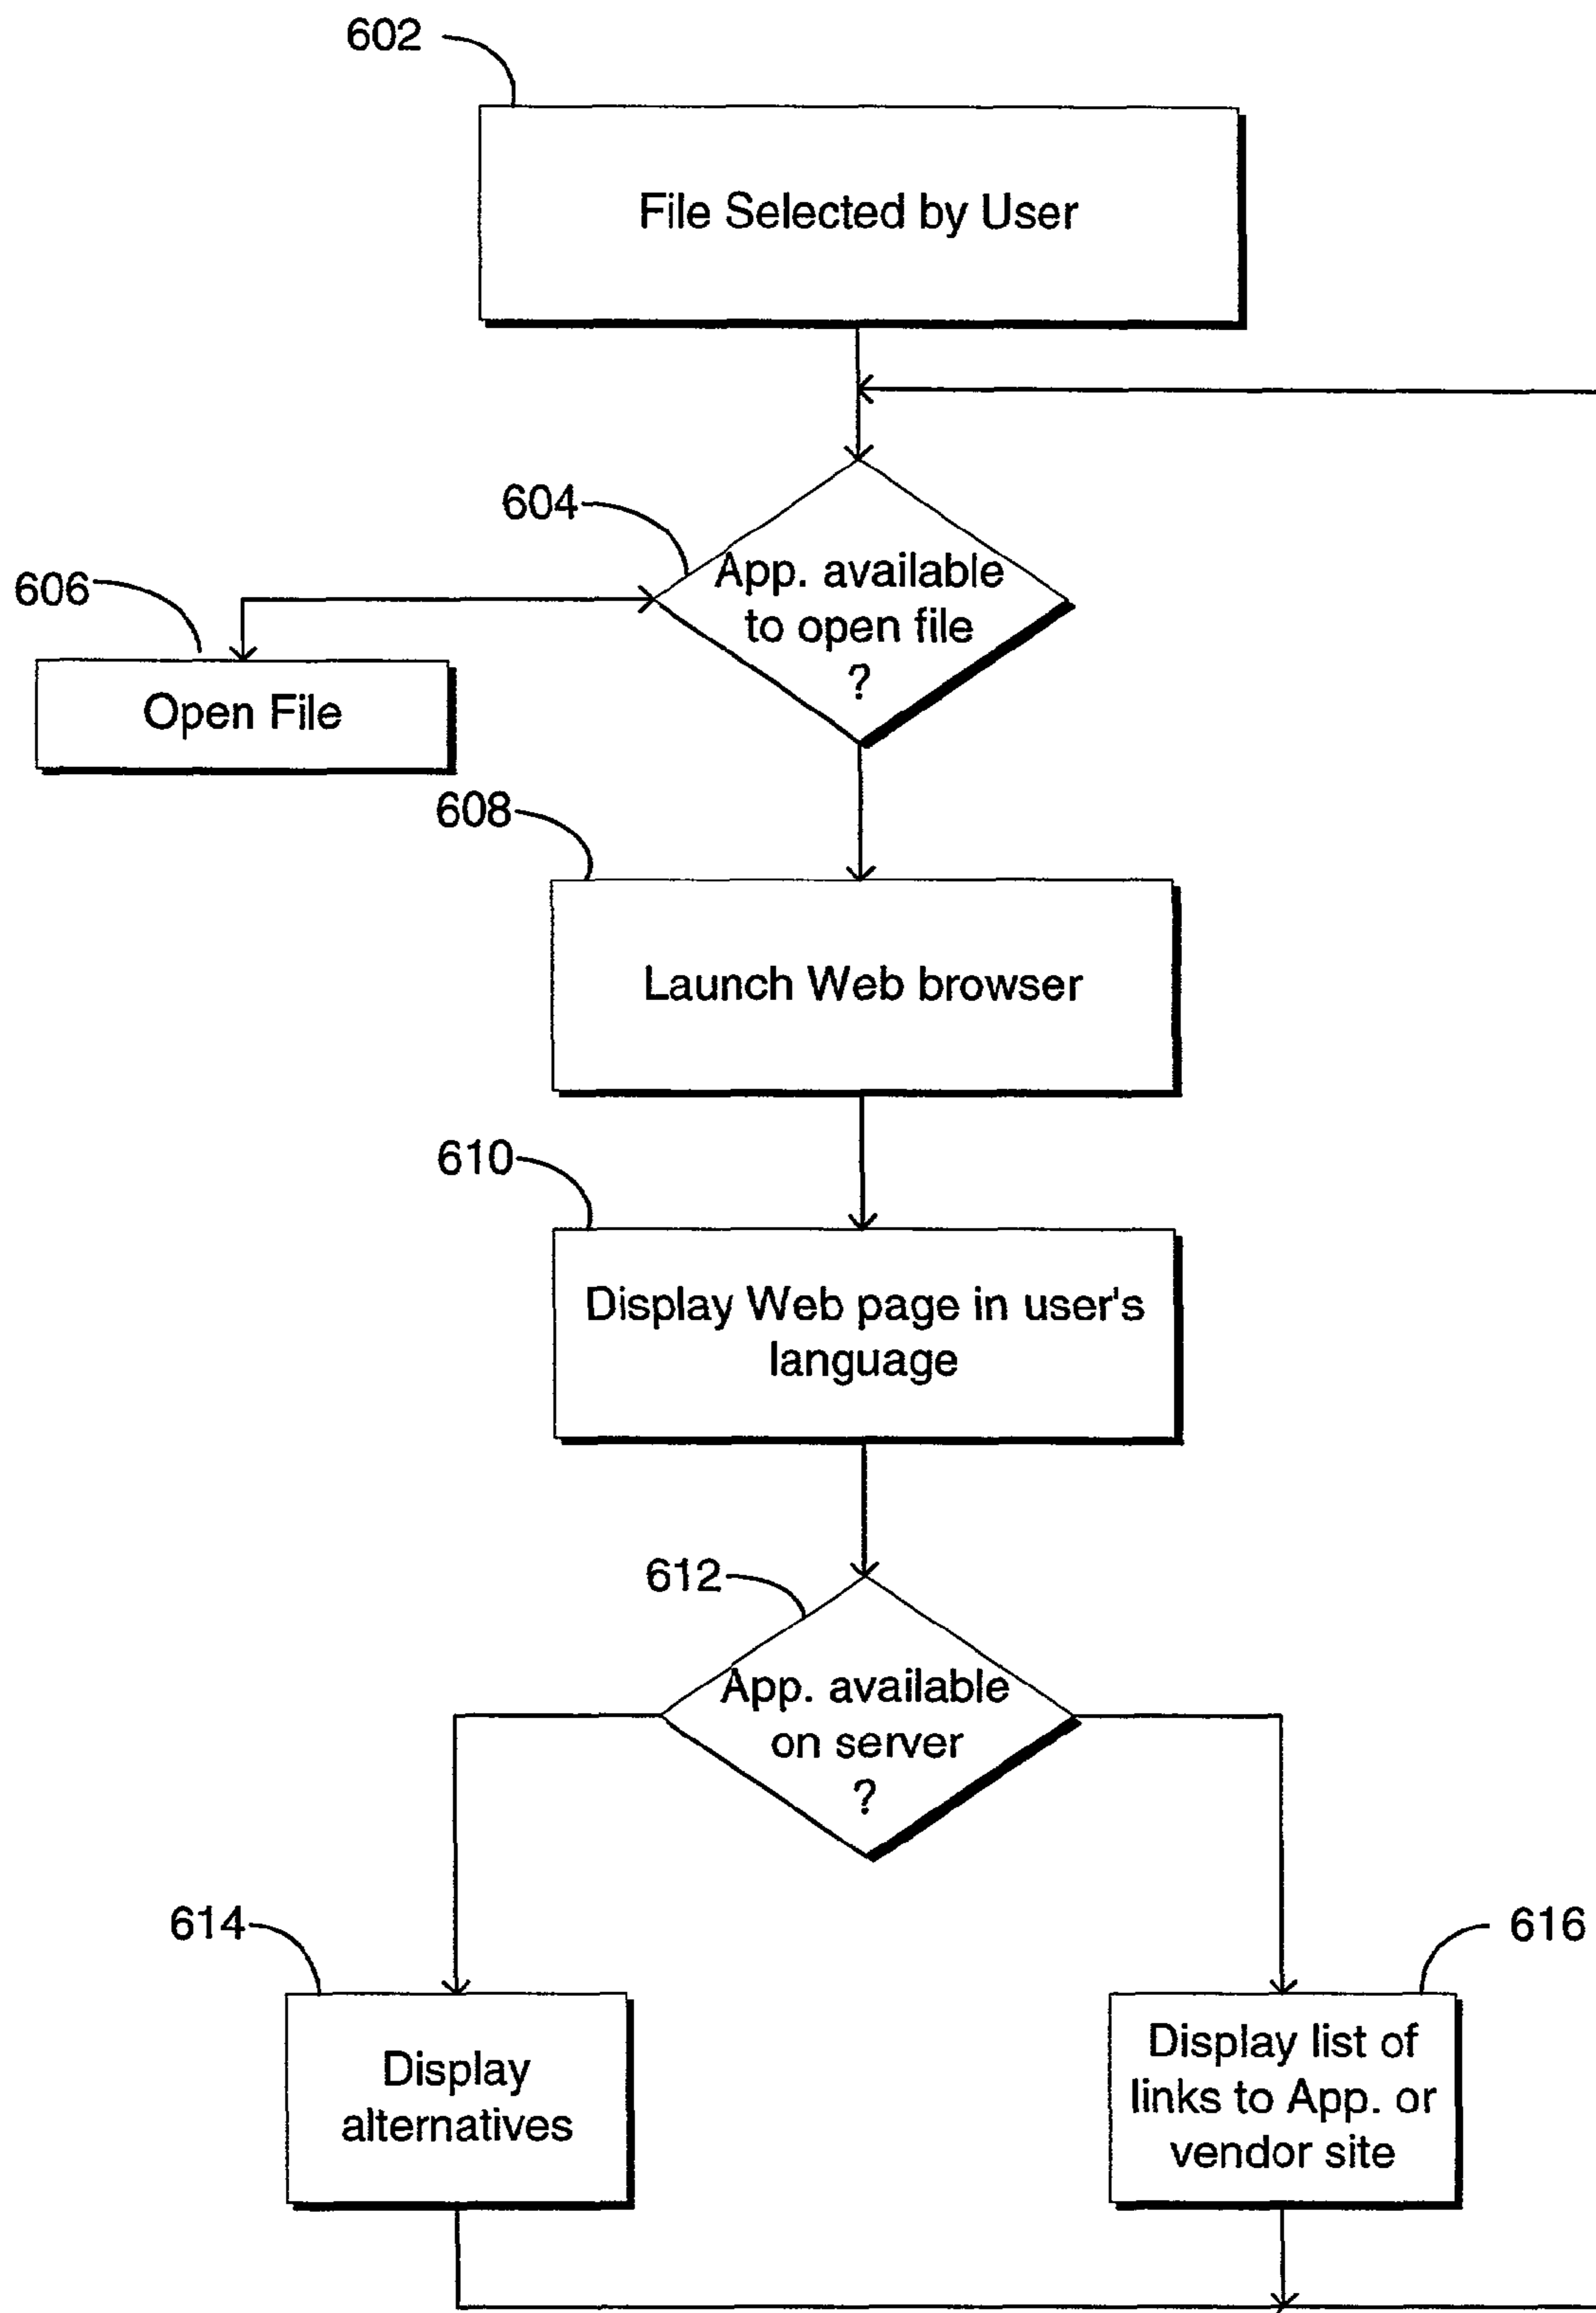 602
File Selected by User
604
App. available
to open file
?
606
Open File
608
Launch Web browser
610
Display Web page in user's
language
612
App. available
on server
?
614
Display
alternatives
616
Display list of
links to App. or
vendor site